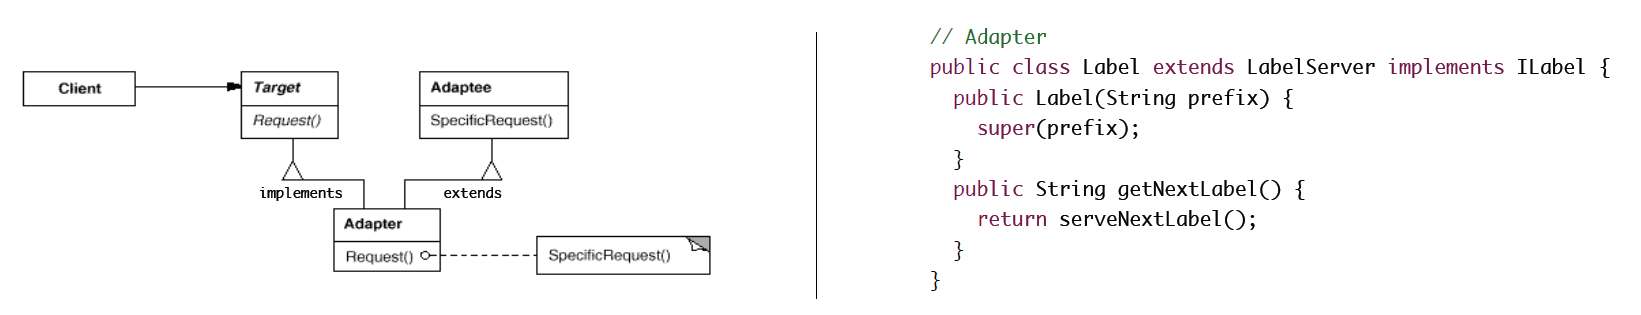 Client
Target
Request()
Adaptee
SpecificRequest()
implements
extends
Adapter
Request()
SpecificRequest()
// Adapter
public class Label extends LabelServer implements ILabel {
public Label(String prefix) {
super(prefix);
}
public String getNextLabel() {
return serveNextLabel();
}
}